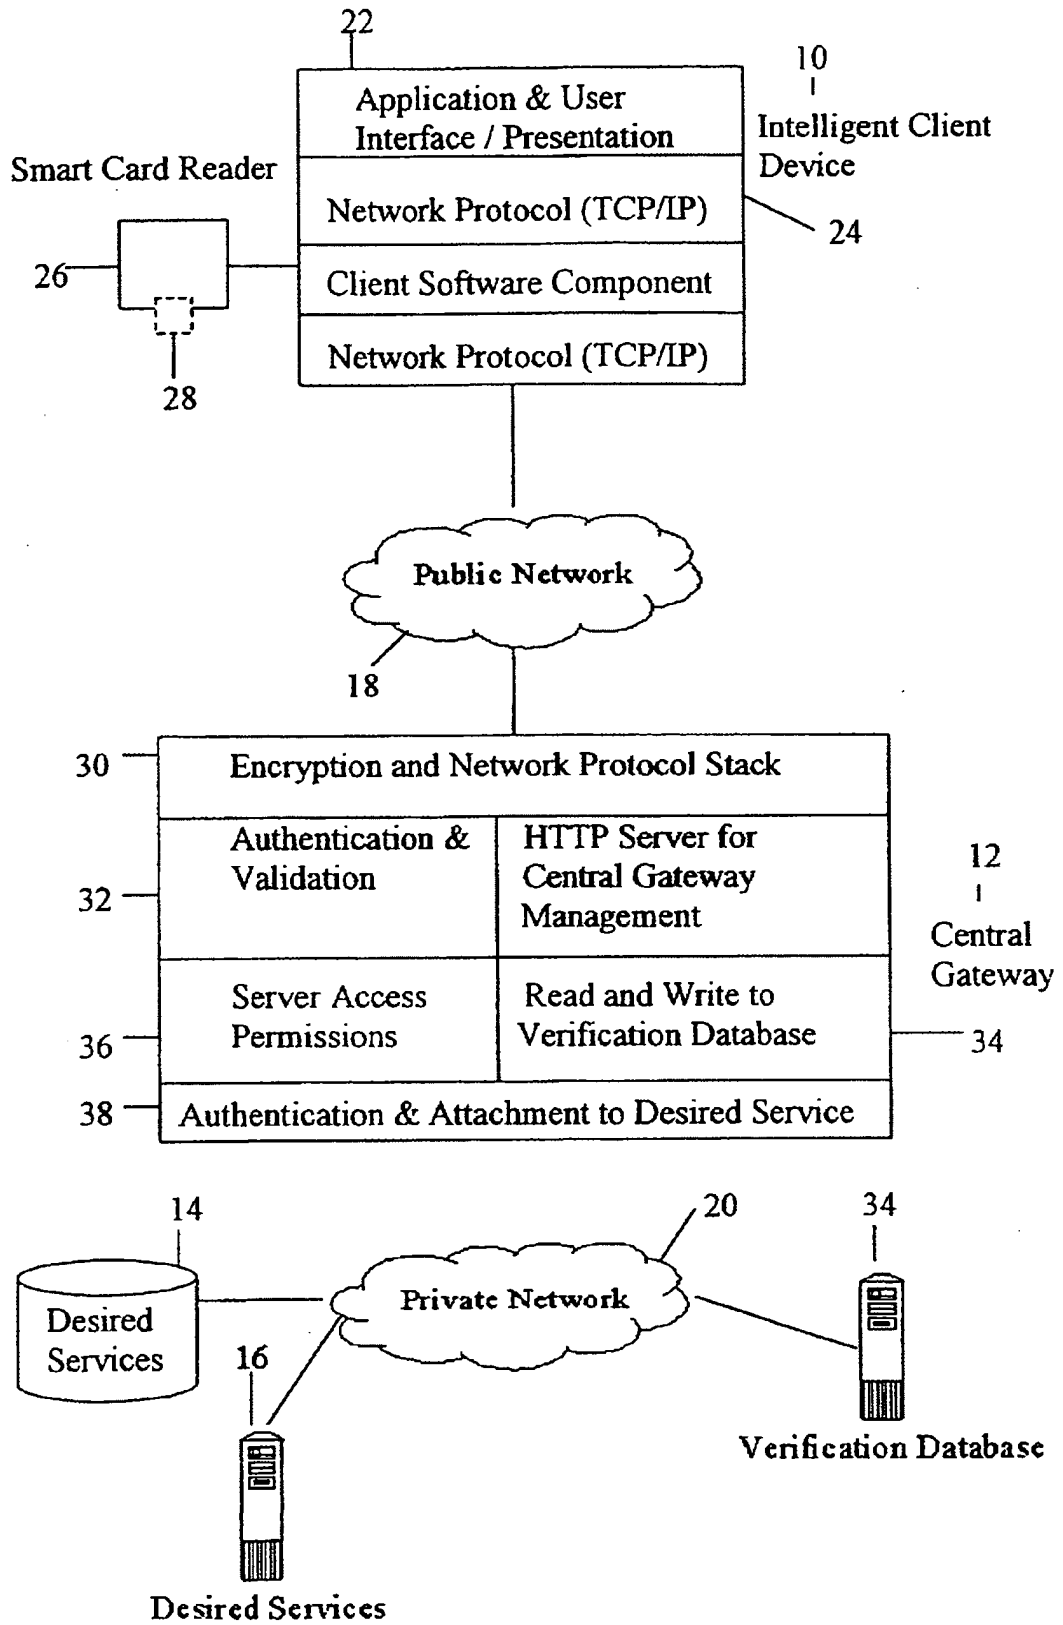 22
10
Application & User
Interface / Presentation
Intelligent Client
Device
Smart Card Reader
Network Protocol (TCP/IP)
24
26
Client Software Component
Network Protocol (TCP/IP)
28
Public Network
18
30
Encryption and Network Protocol Stack
Authentication &
Validation
HTTP Server for
Central Gateway
Management
32
12
Central
Gateway
Server Access
Permissions
Read and Write to
Verification Database
36
34
38
Authentication & Attachment to Desired Service
14
20
34
Desired
Services
Private Network
16
Verification Database
Desired Services